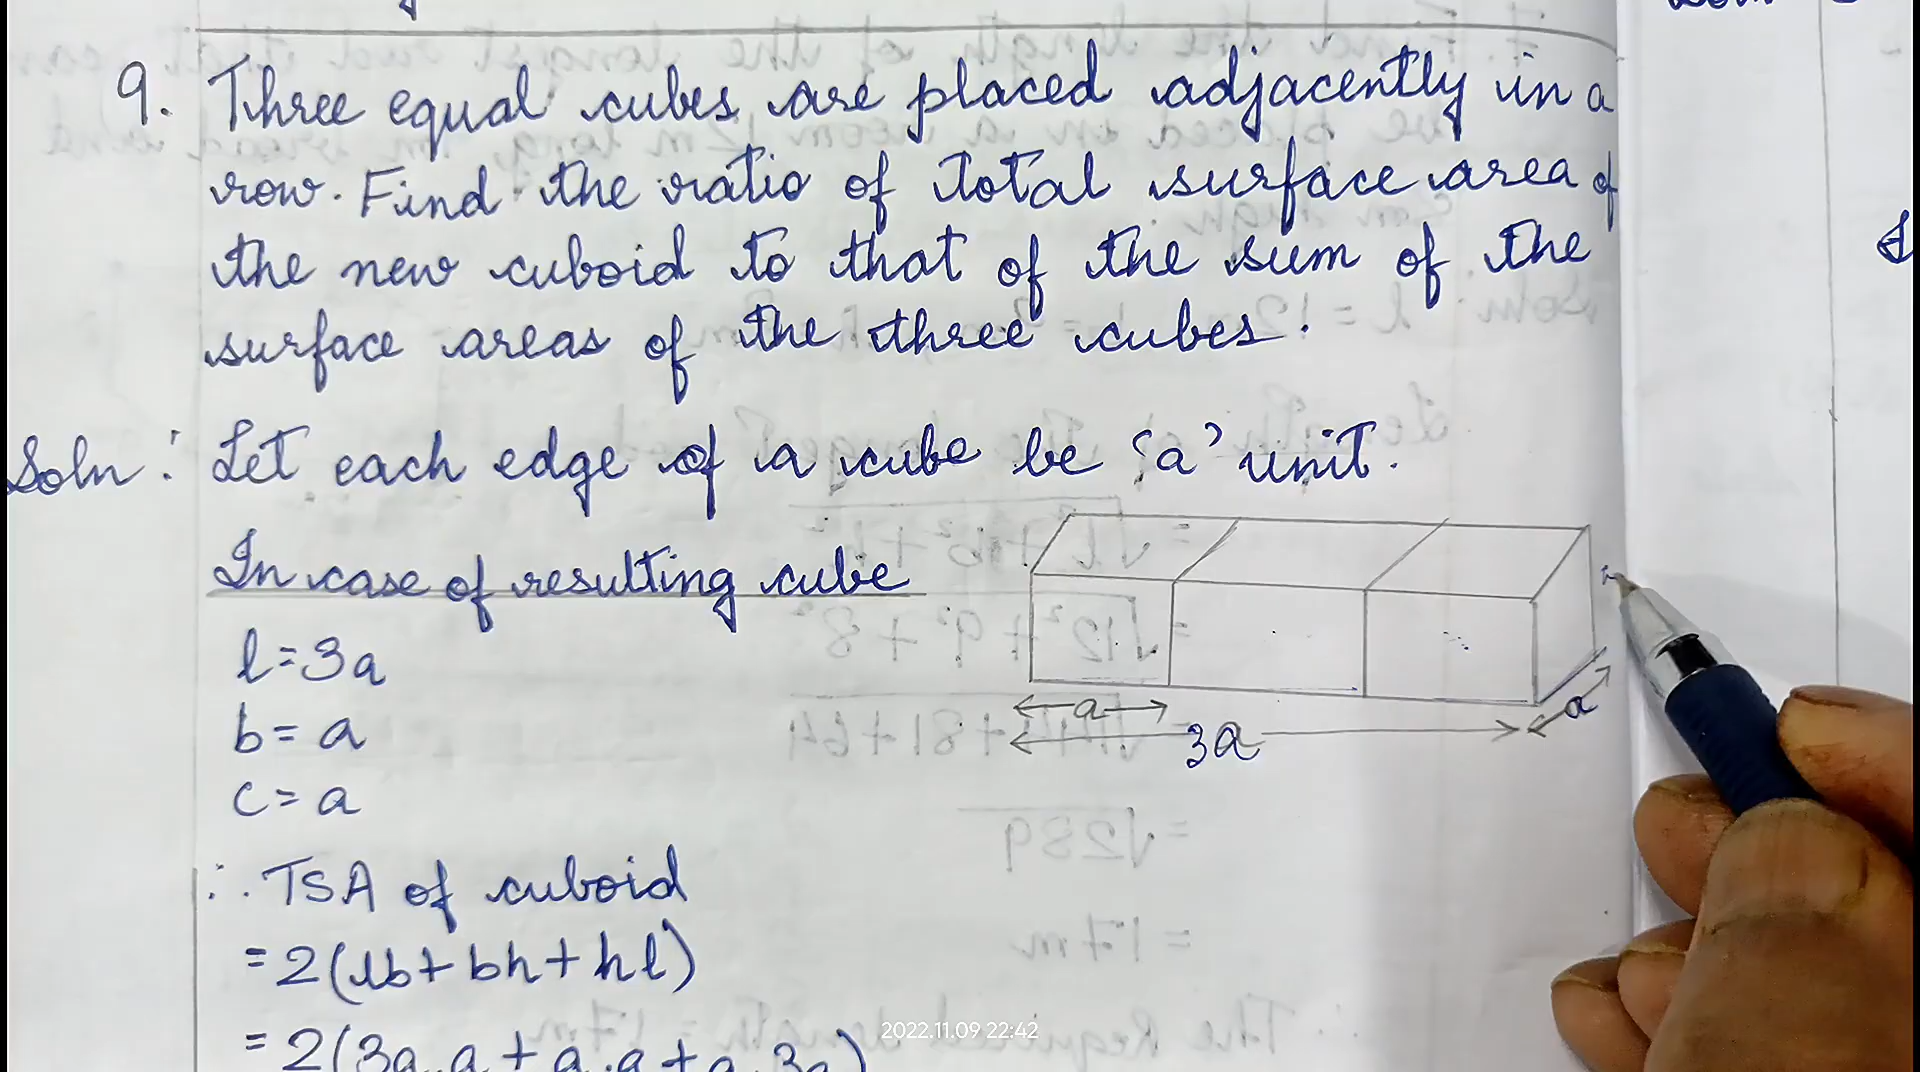 9. Three equal cubes are placed adjacently in a
row. Find the ratio of total surface area of
the new cuboid to that of the sum of the
surface areas of the three cubes.
Soln: Let each edge of a cube be 'a' unit.
In case of resulting cube
l = 3a
b = a
c = a
a
3a
a
∴ TSA of cuboid
= 2(lb + bh + hl)
= 2(3a.a + a.a + a.3a)
2022.11.09 22:42